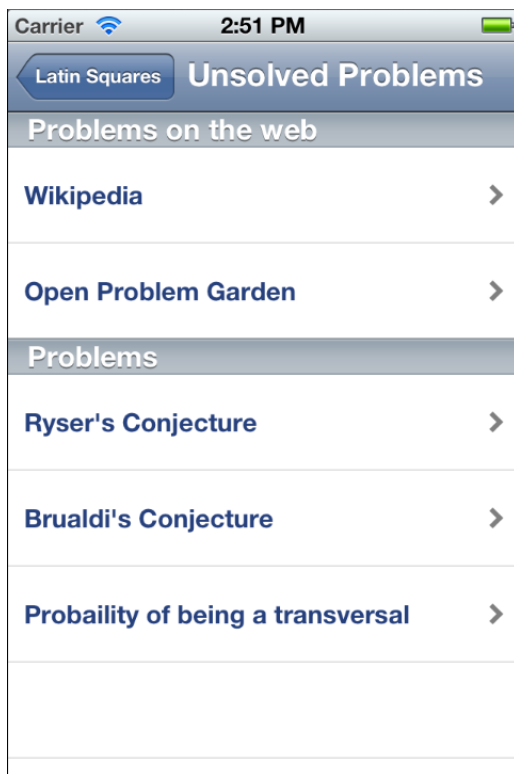 Carrier 2:51 PM
Latin Squares Unsolved Problems
Problems on the web
Wikipedia
Open Problem Garden
Problems
Ryser's Conjecture
Brualdi's Conjecture
Probaility of being a transversal